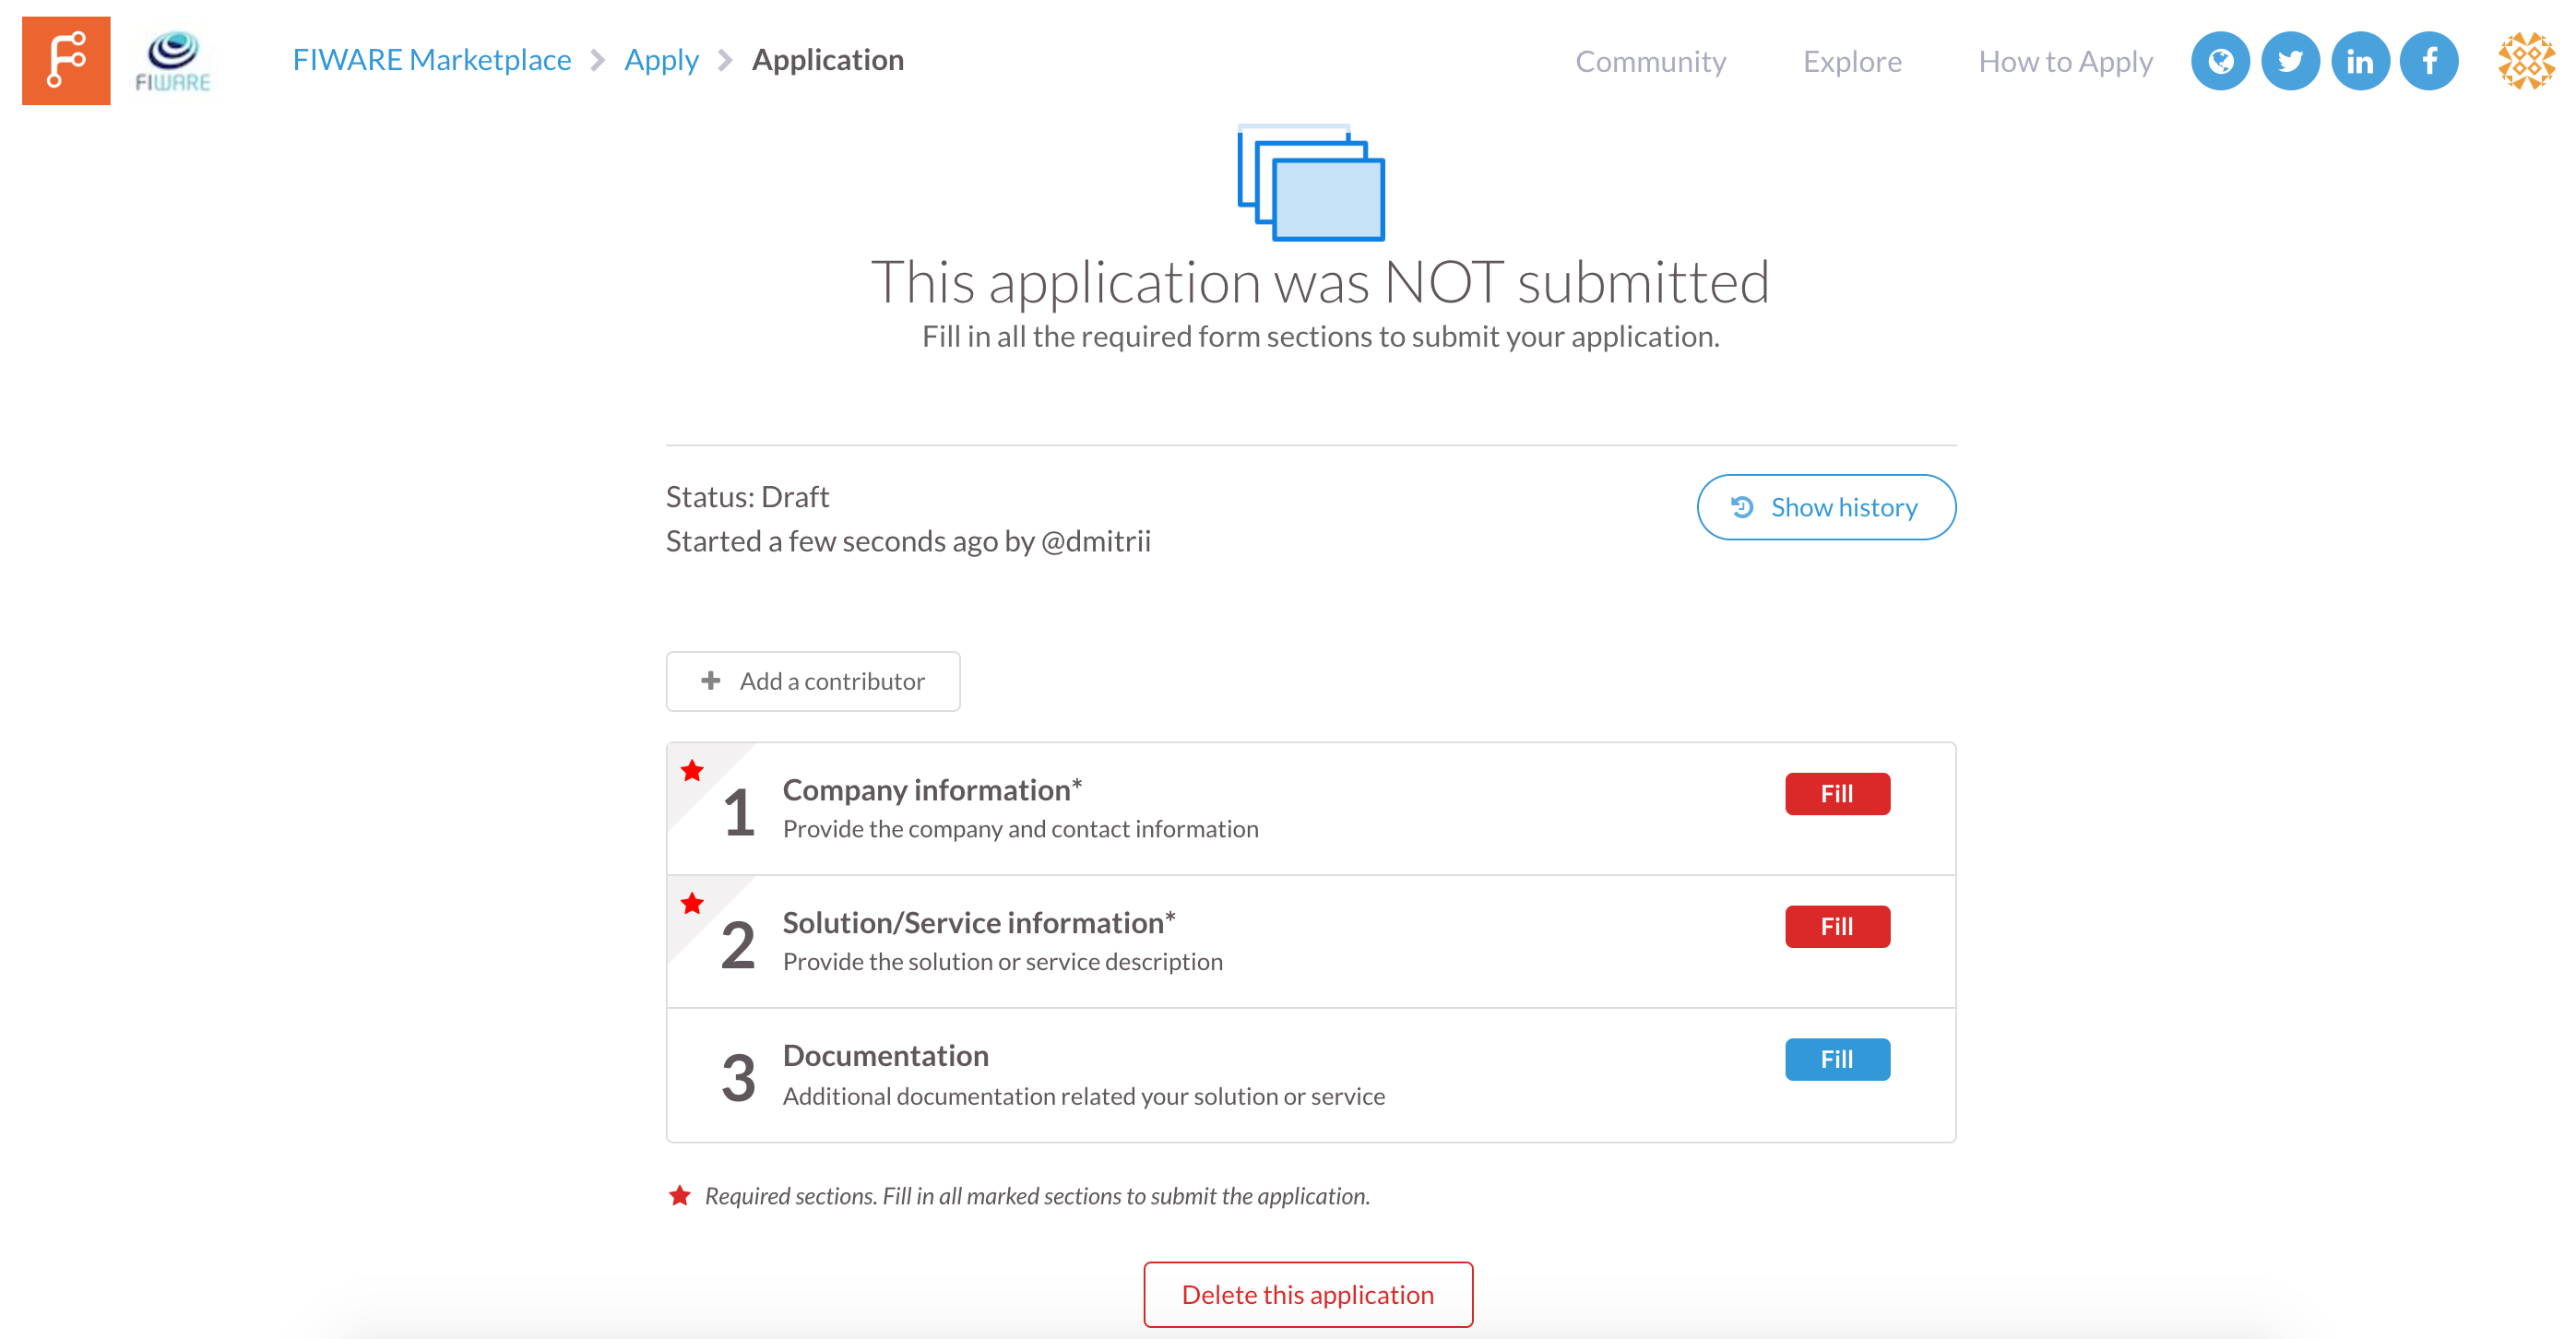 FIWARE
FIWARE Marketplace > Apply > Application
Community
Explore
How to Apply
This application was NOT submitted
Fill in all the required form sections to submit your application.
Status: Draft
Started a few seconds ago by @dmitrii
Show history
Add a contributor
1
Company information*
Provide the company and contact information
Fill
2
Solution/Service information*
Provide the solution or service description
Fill
3
Documentation
Additional documentation related your solution or service
Fill
Required sections. Fill in all marked sections to submit the application.
Delete this application